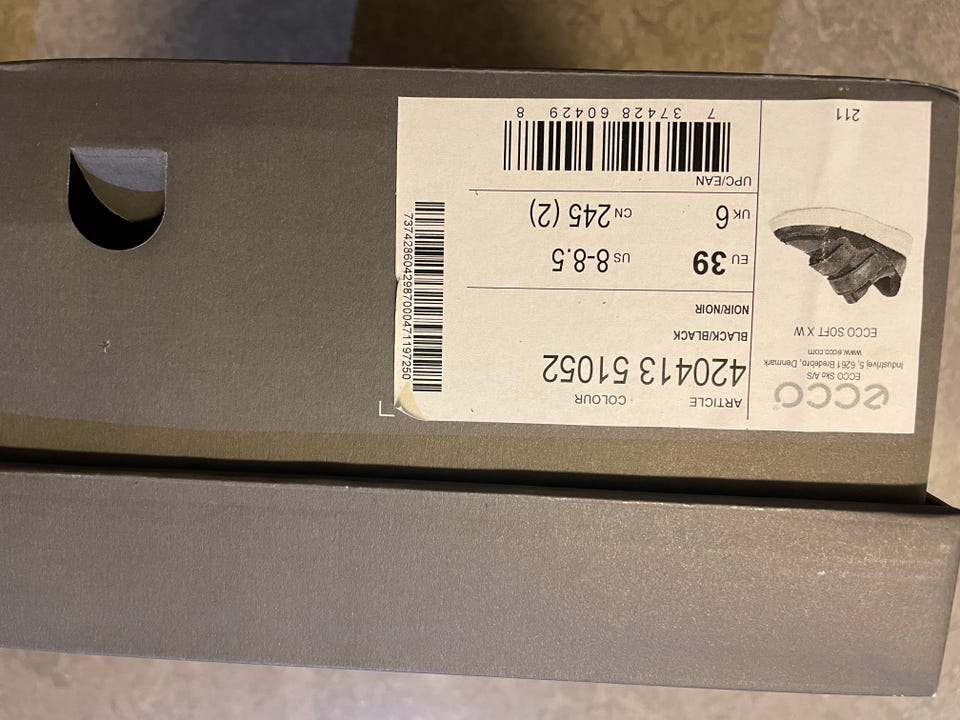 ecco®
ECCO Sko A/S
Industrivej 5, 6261 Bredebro, Denmark
www.ecco.com
ECCO SOFT X W
211
ARTICLE COLOUR
420413 51052
BLACK/BLACK
NOIR/NOIR
EU 39 US 8-8.5
UK 6 CN 245 (2)
UPC/EAN
7 37428 60429 8
7374286042987000471197250